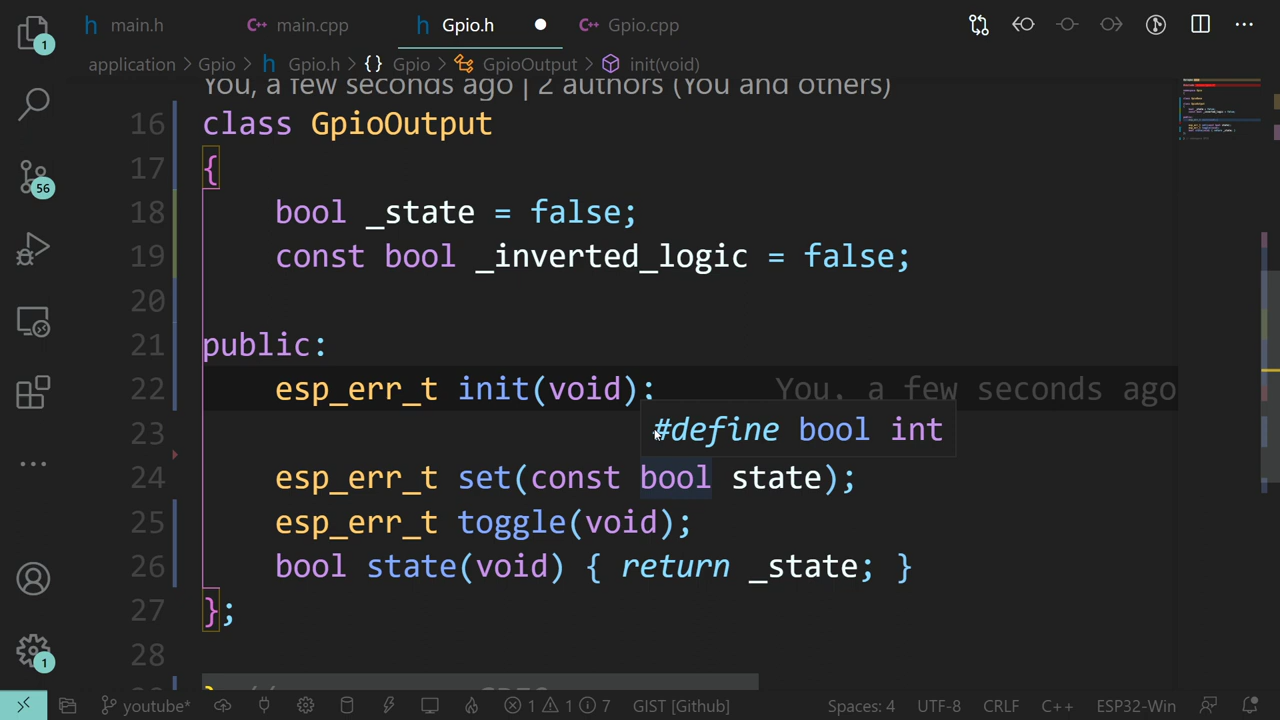 main.h main.cpp Gpio.h Gpio.cpp
application > Gpio > Gpio.h > {} Gpio > GpioOutput > init(void)
You, a few seconds ago | 2 authors (You and others)
16 class GpioOutput
17 {
18 bool _state = false;
19 const bool _inverted_logic = false;
20
21 public:
22 esp_err_t init(void); You, a few seconds ago
#define bool int
23
24 esp_err_t set(const bool state);
25 esp_err_t toggle(void);
26 bool state(void) { return _state; }
27 };
28
1
56
1
youtube* 1 1 7 GIST [Github] Spaces: 4 UTF-8 CRLF C++ ESP32-Win